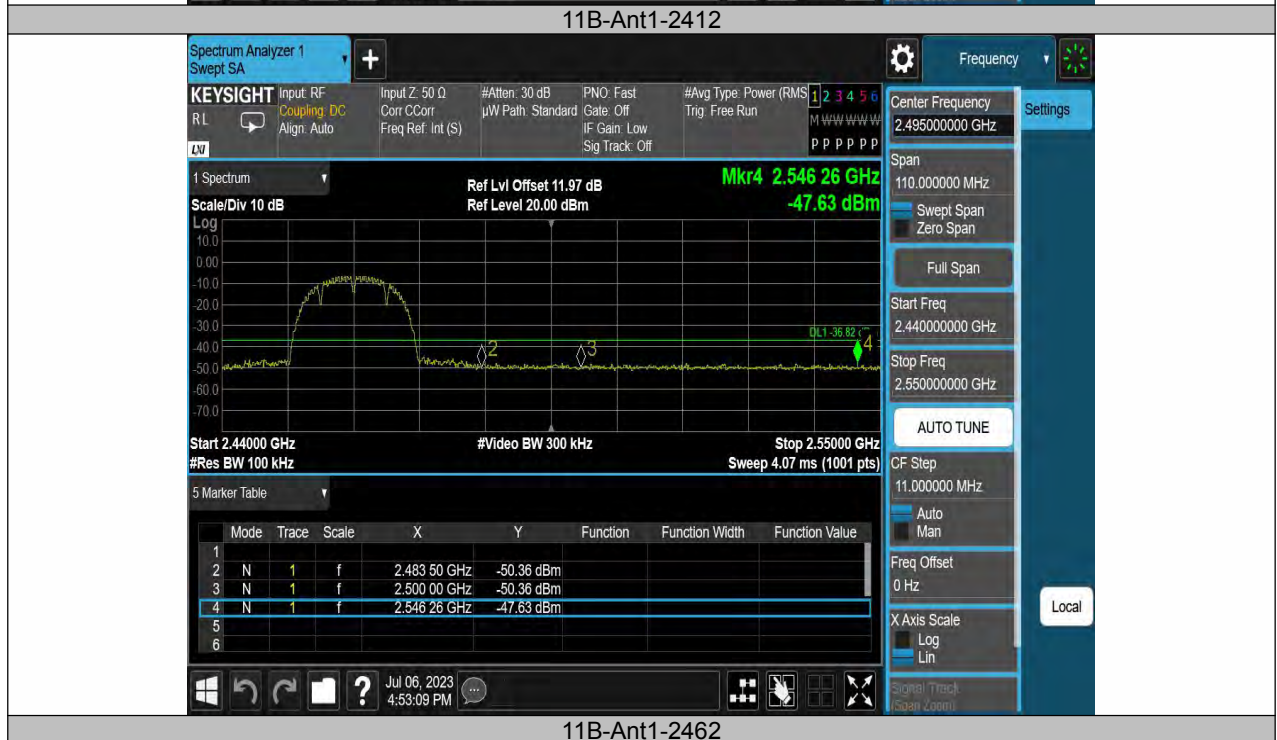 11B-Ant1-2412
Spectrum Analyzer 1
Swept SA
+
Frequency
KEYSIGHT
RL
LXI
Input: RF
Coupling: DC
Align: Auto
Input Z: 50 Ω
Corr CCorr
Freq Ref: Int (S)
#Atten: 30 dB
µW Path: Standard
PNO: Fast
Gate: Off
IF Gain: Low
Sig Track: Off
#Avg Type: Power (RMS
Trig: Free Run
1 2 3 4 5 6
M W W W W W
P P P P P P
Center Frequency
2.495000000 GHz
Settings
Span
110.000000 MHz
Swept Span
Zero Span
Full Span
Start Freq
2.440000000 GHz
Stop Freq
2.550000000 GHz
AUTO TUNE
CF Step
11.000000 MHz
Auto
Man
Freq Offset
0 Hz
X Axis Scale
Log
Lin
Signal Track
(Span Zoom)
Local
1 Spectrum
Scale/Div 10 dB
Ref Lvl Offset 11.97 dB
Ref Level 20.00 dBm
Mkr4 2.546 26 GHz
-47.63 dBm
Log
10.0
0.00
-10.0
-20.0
-30.0
-40.0
-50.0
-60.0
-70.0
DL1 -36.82
2
3
4
Start 2.44000 GHz
#Res BW 100 kHz
#Video BW 300 kHz
Stop 2.55000 GHz
Sweep 4.07 ms (1001 pts)
5 Marker Table
Mode Trace Scale X Y Function Function Width Function Value
1
2 N 1 f 2.483 50 GHz -50.36 dBm
3 N 1 f 2.500 00 GHz -50.36 dBm
4 N 1 f 2.546 26 GHz -47.63 dBm
5
6
?
Jul 06, 2023
4:53:09 PM
11B-Ant1-2462